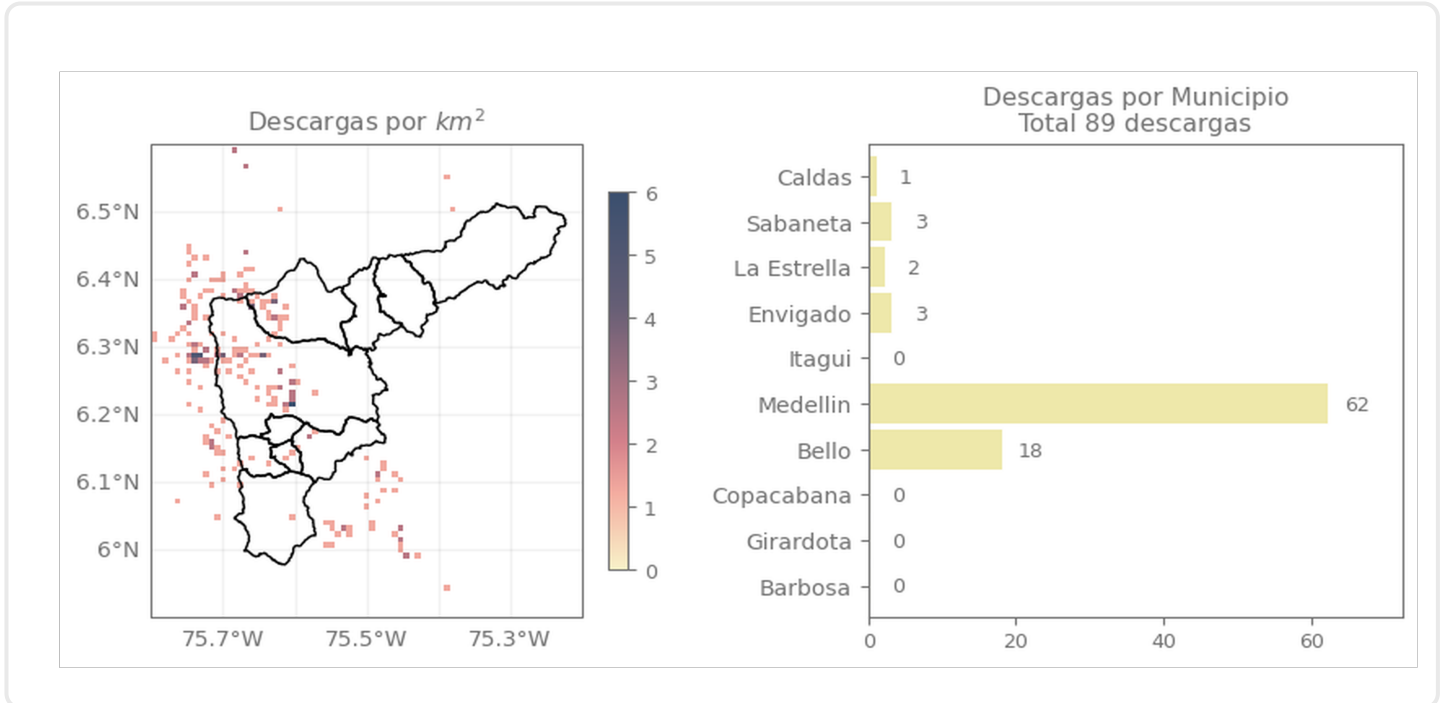 Descargas por km²
6.5°N
6.4°N
6.3°N
6.2°N
6.1°N
6°N
75.7°W 75.5°W 75.3°W
6
5
4
3
2
1
0
Descargas por Municipio
Total 89 descargas
Caldas 1
Sabaneta 3
La Estrella 2
Envigado 3
Itagui 0
Medellin 62
Bello 18
Copacabana 0
Girardota 0
Barbosa 0
0 20 40 60